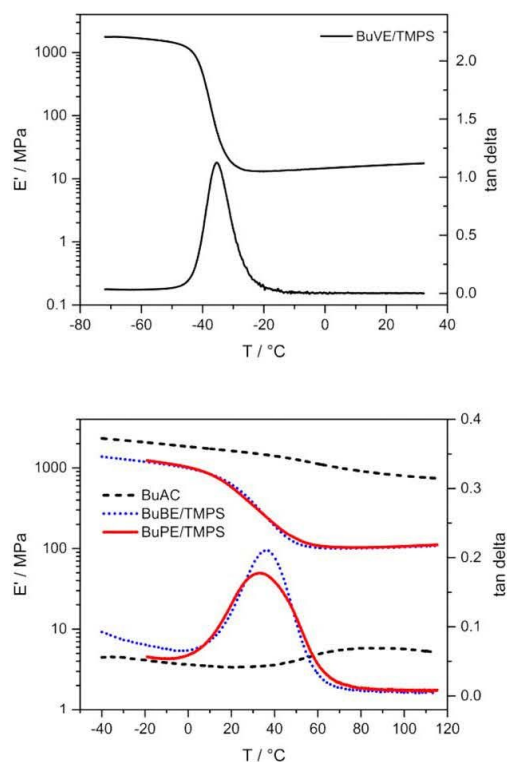 BuVE/TMPS
1000
100
10
1
0.1
E' / MPa
2.0
1.5
1.0
0.5
0.0
tan delta
-80 -60 -40 -20 0 20 40
T / °C
BuAC
BuBE/TMPS
BuPE/TMPS
1000
100
10
1
E' / MPa
0.4
0.3
0.2
0.1
0.0
tan delta
-40 -20 0 20 40 60 80 100 120
T / °C